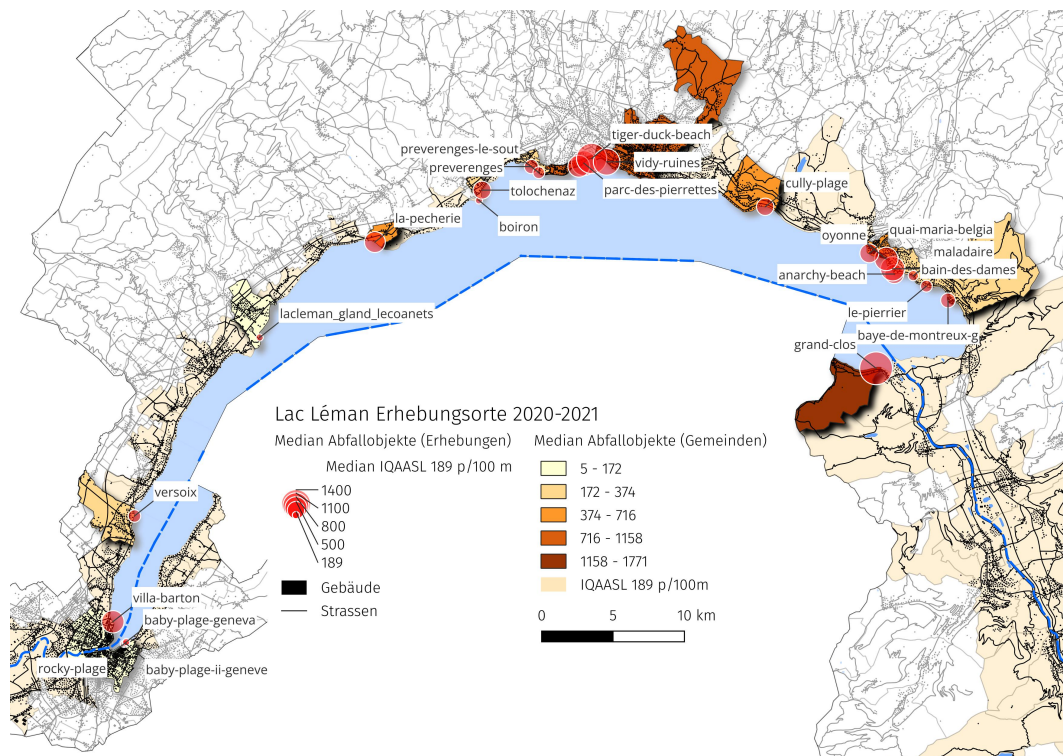 tiger-duck-beach
preverenges-le-sout
preverenges
vidy-ruines
tolochenaz
parc-des-pierrettes
cully-plage
la-pecherie
boiron
oyonne
quai-maria-belgia
maladaire
anarchy-beach
bain-des-dames
lacleman_gland_lecoanets
le-pierrier
baye-de-montreux-g
grand-clos
Lac Léman Erhebungsorte 2020-2021
Median Abfallobjekte (Erhebungen)
Median IQAASL 189 p/100 m
1400
1100
800
500
189
Gebäude
Strassen
Median Abfallobjekte (Gemeinden)
5 - 172
172 - 374
374 - 716
716 - 1158
1158 - 1771
IQAASL 189 p/100m
0 5 10 km
versoix
villa-barton
baby-plage-geneva
rocky-plage
baby-plage-ii-geneve